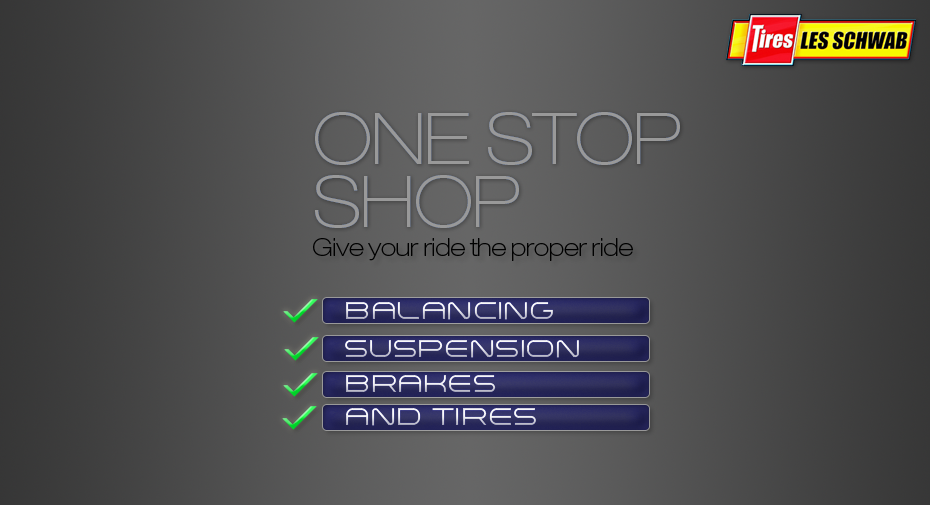 Tires LES SCHWAB
ONE STOP
SHOP
Give your ride the proper ride
BALANCING
SUSPENSION
BRAKES
AND TIRES